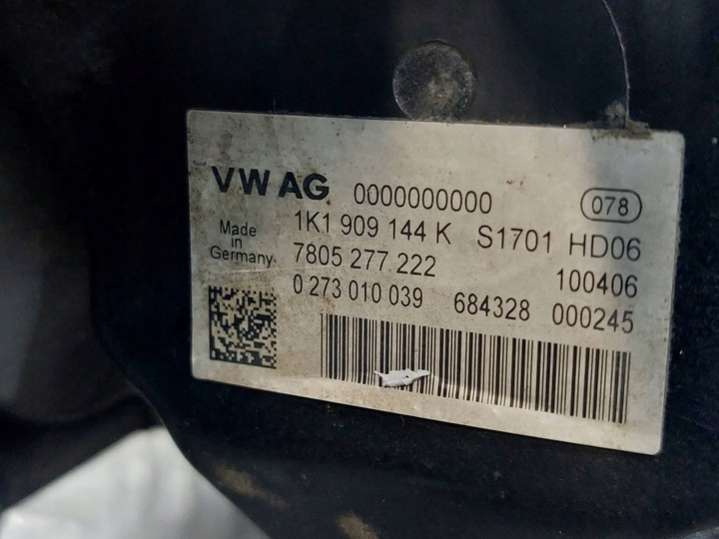 VW AG 0000000000 078
1K1 909 144 K S1701 HD06
Made
in
Germany
7805 277 222 100406
0 273 010 039 684328 000245